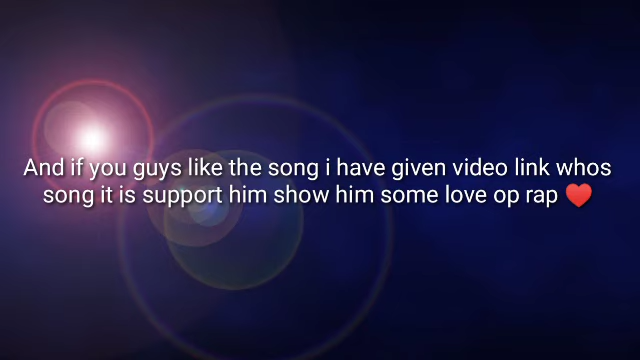 And if you guys like the song i have given video link whos
song it is support him show him some love op rap ❤️